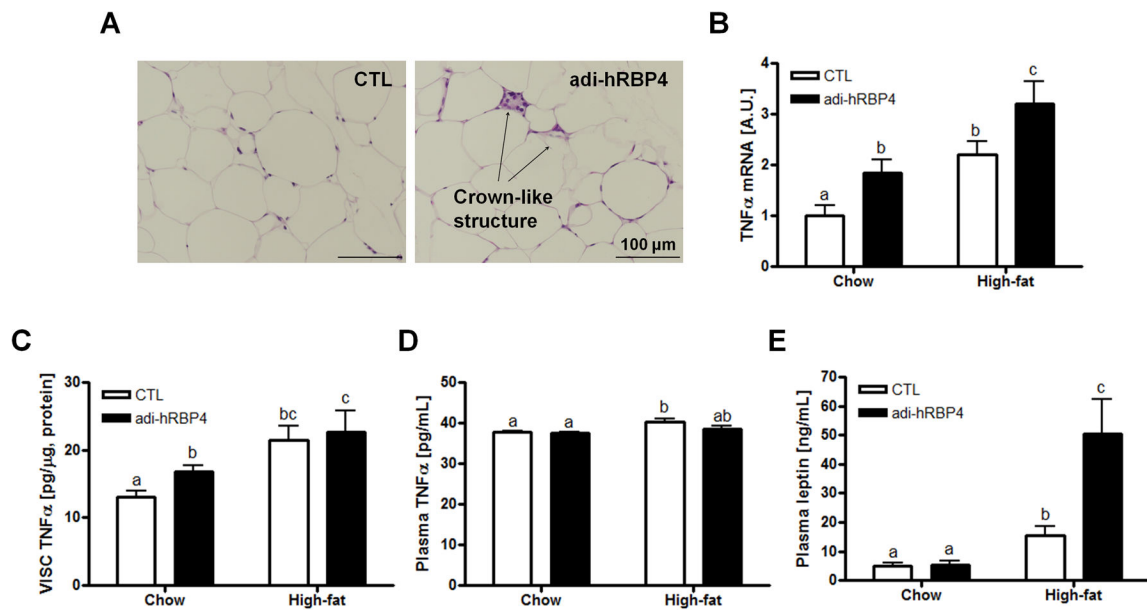 A
CTL
adi-hRBP4
Crown-like
structure
100 µm
B
TNFα mRNA [A.U.]
4
3
2
1
0
CTL
adi-hRBP4
a
b
b
c
Chow
High-fat
C
VISC TNFα [pg/µg, protein]
30
20
10
0
CTL
adi-hRBP4
a
b
bc
c
Chow
High-fat
D
Plasma TNFα [pg/mL]
50
40
30
20
10
0
a
a
b
ab
Chow
High-fat
E
Plasma leptin [ng/mL]
70
60
50
40
30
20
10
0
CTL
adi-hRBP4
a
a
b
c
Chow
High-fat